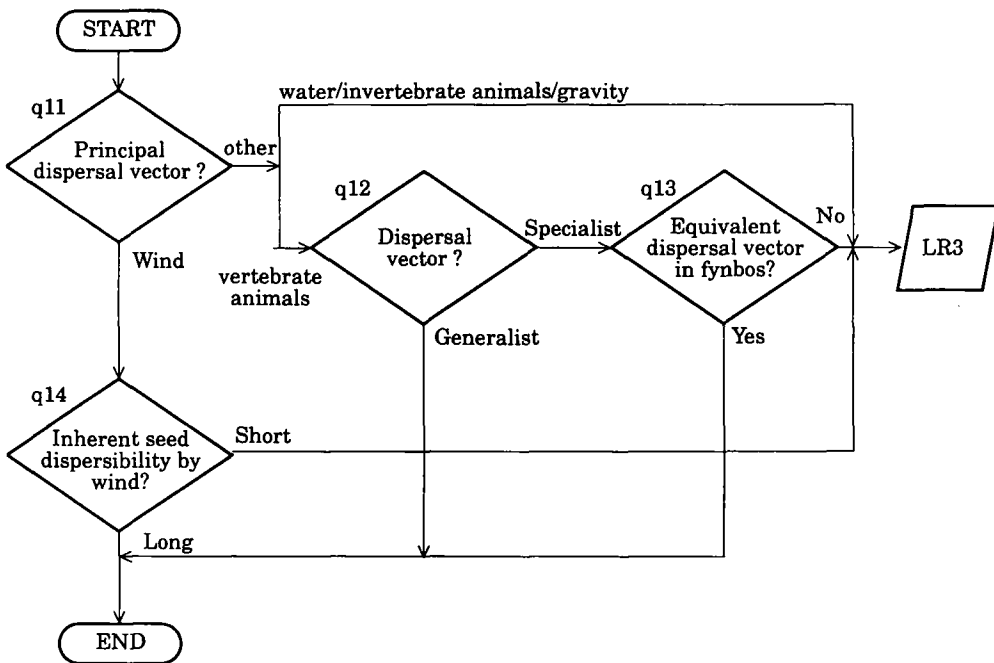 START
q11
Principal
dispersal vector ?
other
water/invertebrate animals/gravity
vertebrate
animals
q12
Dispersal
vector ?
Specialist
q13
Equivalent
dispersal vector
in fynbos?
No
LR3
Wind
Generalist
Yes
q14
Inherent seed
dispersibility by
wind?
Short
Long
END